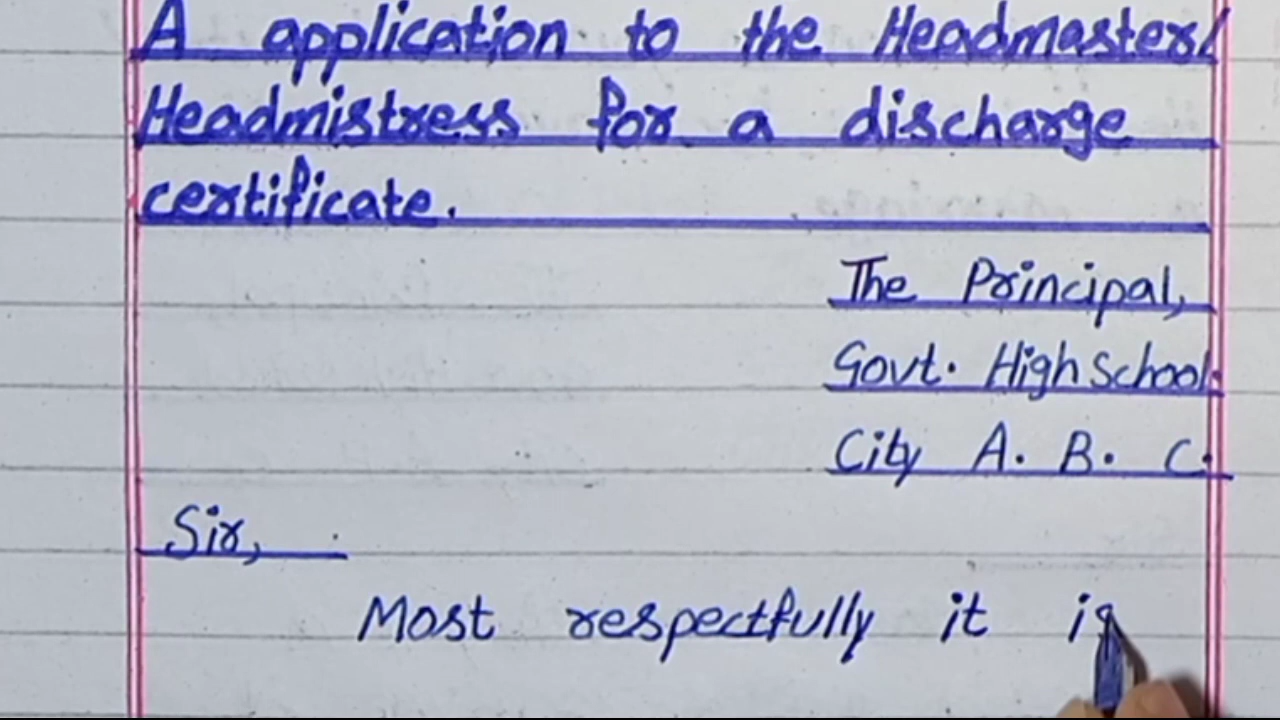 A application to the Headmaster/
Headmistress for a discharge
certificate.
The Principal,
Govt. High School.
City A. B. C.
Sir,
Most respectfully it is